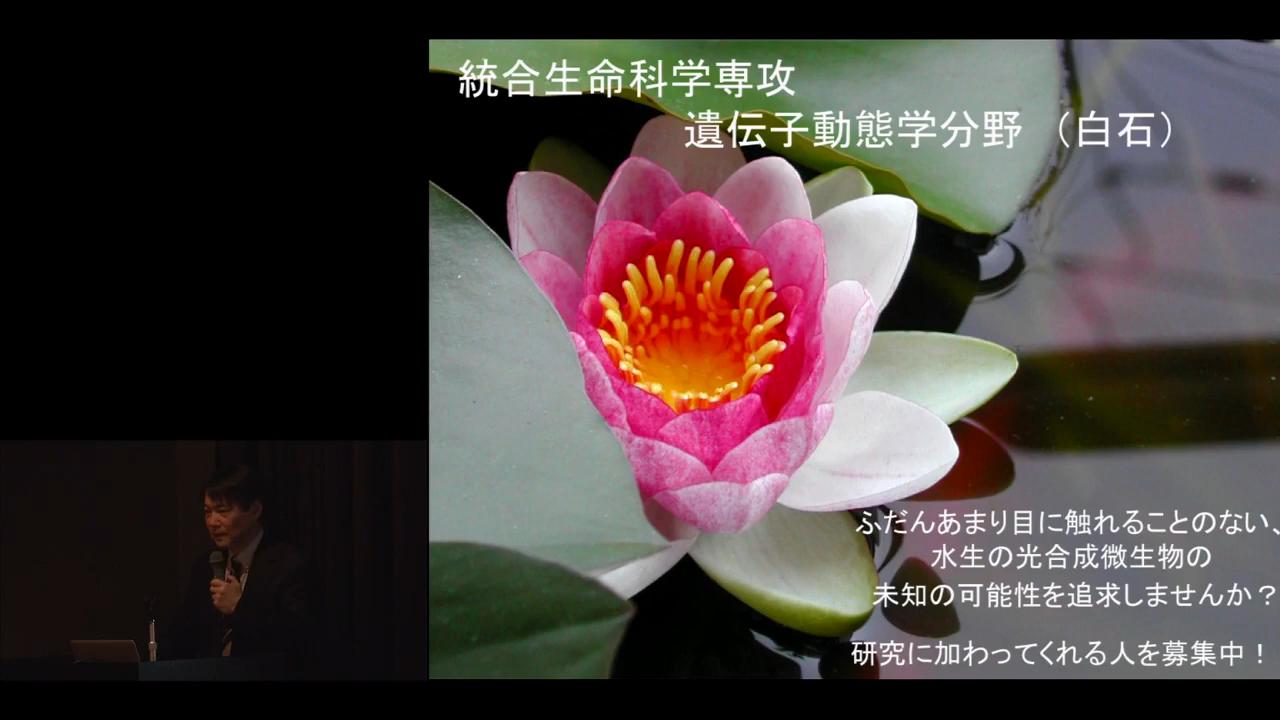 統合生命科学専攻
遺伝子動態学分野 （白石）
ふだんあまり目に触れることのない、
水生の光合成微生物の
未知の可能性を追求しませんか？
研究に加わってくれる人を募集中！